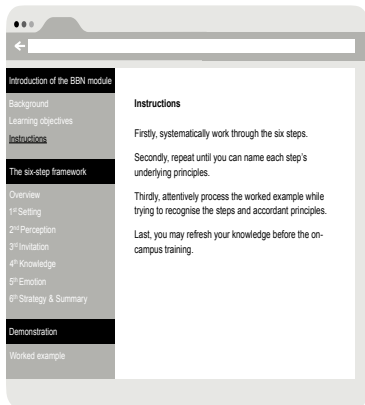 Introduction of the BBN module
Background
Learning objectives
Instructions
The six-step framework
Overview
1st Setting
2nd Perception
3rd Invitation
4th Knowledge
5th Emotion
6th Strategy & Summary
Demonstration
Worked example
Instructions
Firstly, systematically work through the six steps.
Secondly, repeat until you can name each step's
underlying principles.
Thirdly, attentively process the worked example while
trying to recognise the steps and accordant principles.
Last, you may refresh your knowledge before the on-
campus training.